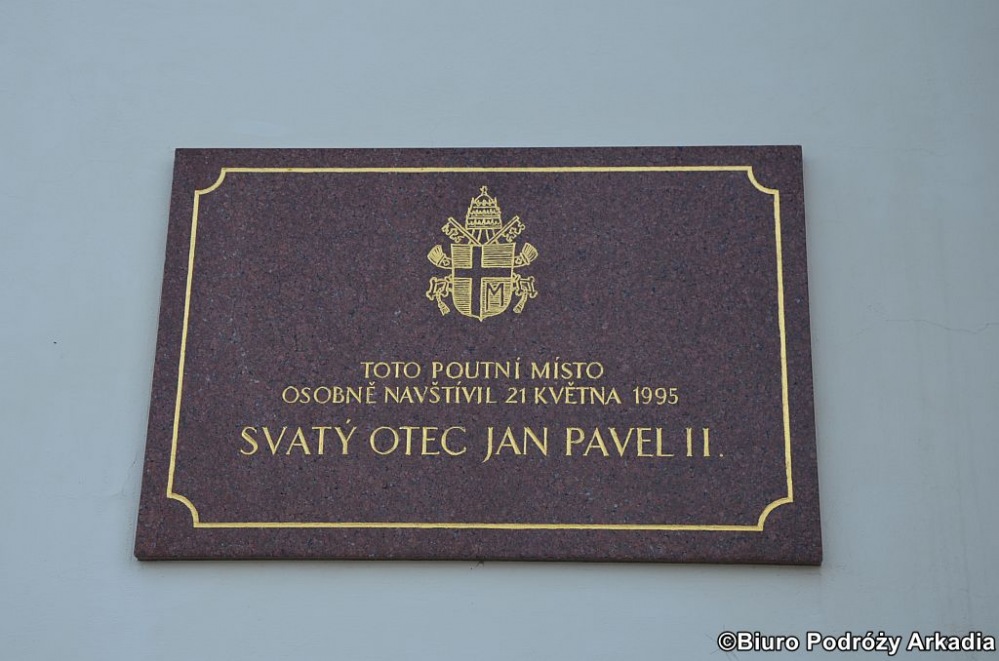 M
TOTO POUTNÍ MÍSTO
OSOBNĚ NAVŠTÍVIL 21 KVĚTNA 1995
SVATÝ OTEC JAN PAVEL II.
©Biuro Podróży Arkadia